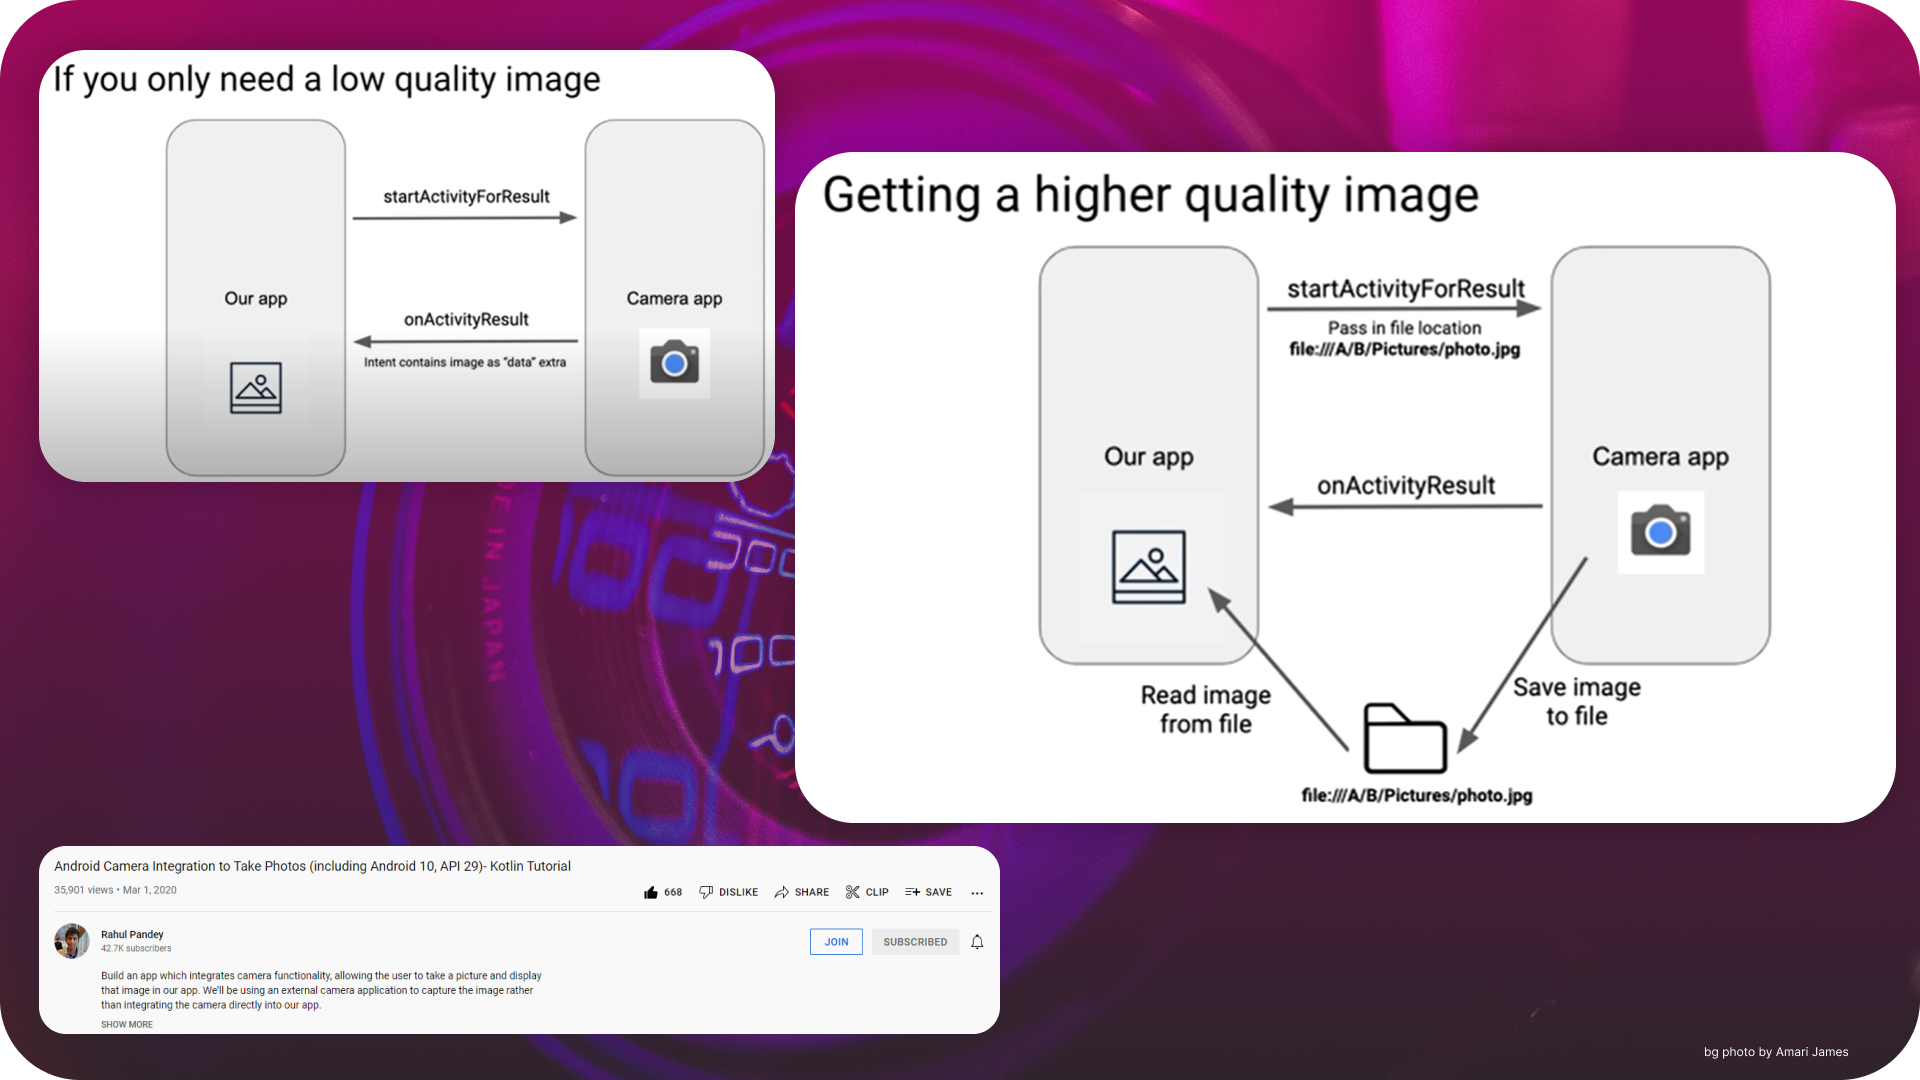 If you only need a low quality image
startActivityForResult
Our app
Camera app
onActivityResult
Intent contains image as “data” extra
Getting a higher quality image
startActivityForResult
Pass in file location
file:///A/B/Pictures/photo.jpg
Our app
Camera app
onActivityResult
Read image
from file
Save image
to file
file:///A/B/Pictures/photo.jpg
IN JAPAN
Android Camera Integration to Take Photos (including Android 10, API 29)- Kotlin Tutorial
35,901 views • Mar 1, 2020
668 DISLIKE SHARE CLIP SAVE ...
Rahul Pandey
42.7K subscribers
JOIN SUBSCRIBED
Build an app which integrates camera functionality, allowing the user to take a picture and display
that image in our app. We’ll be using an external camera application to capture the image rather
than integrating the camera directly into our app.
SHOW MORE
bg photo by Amari James